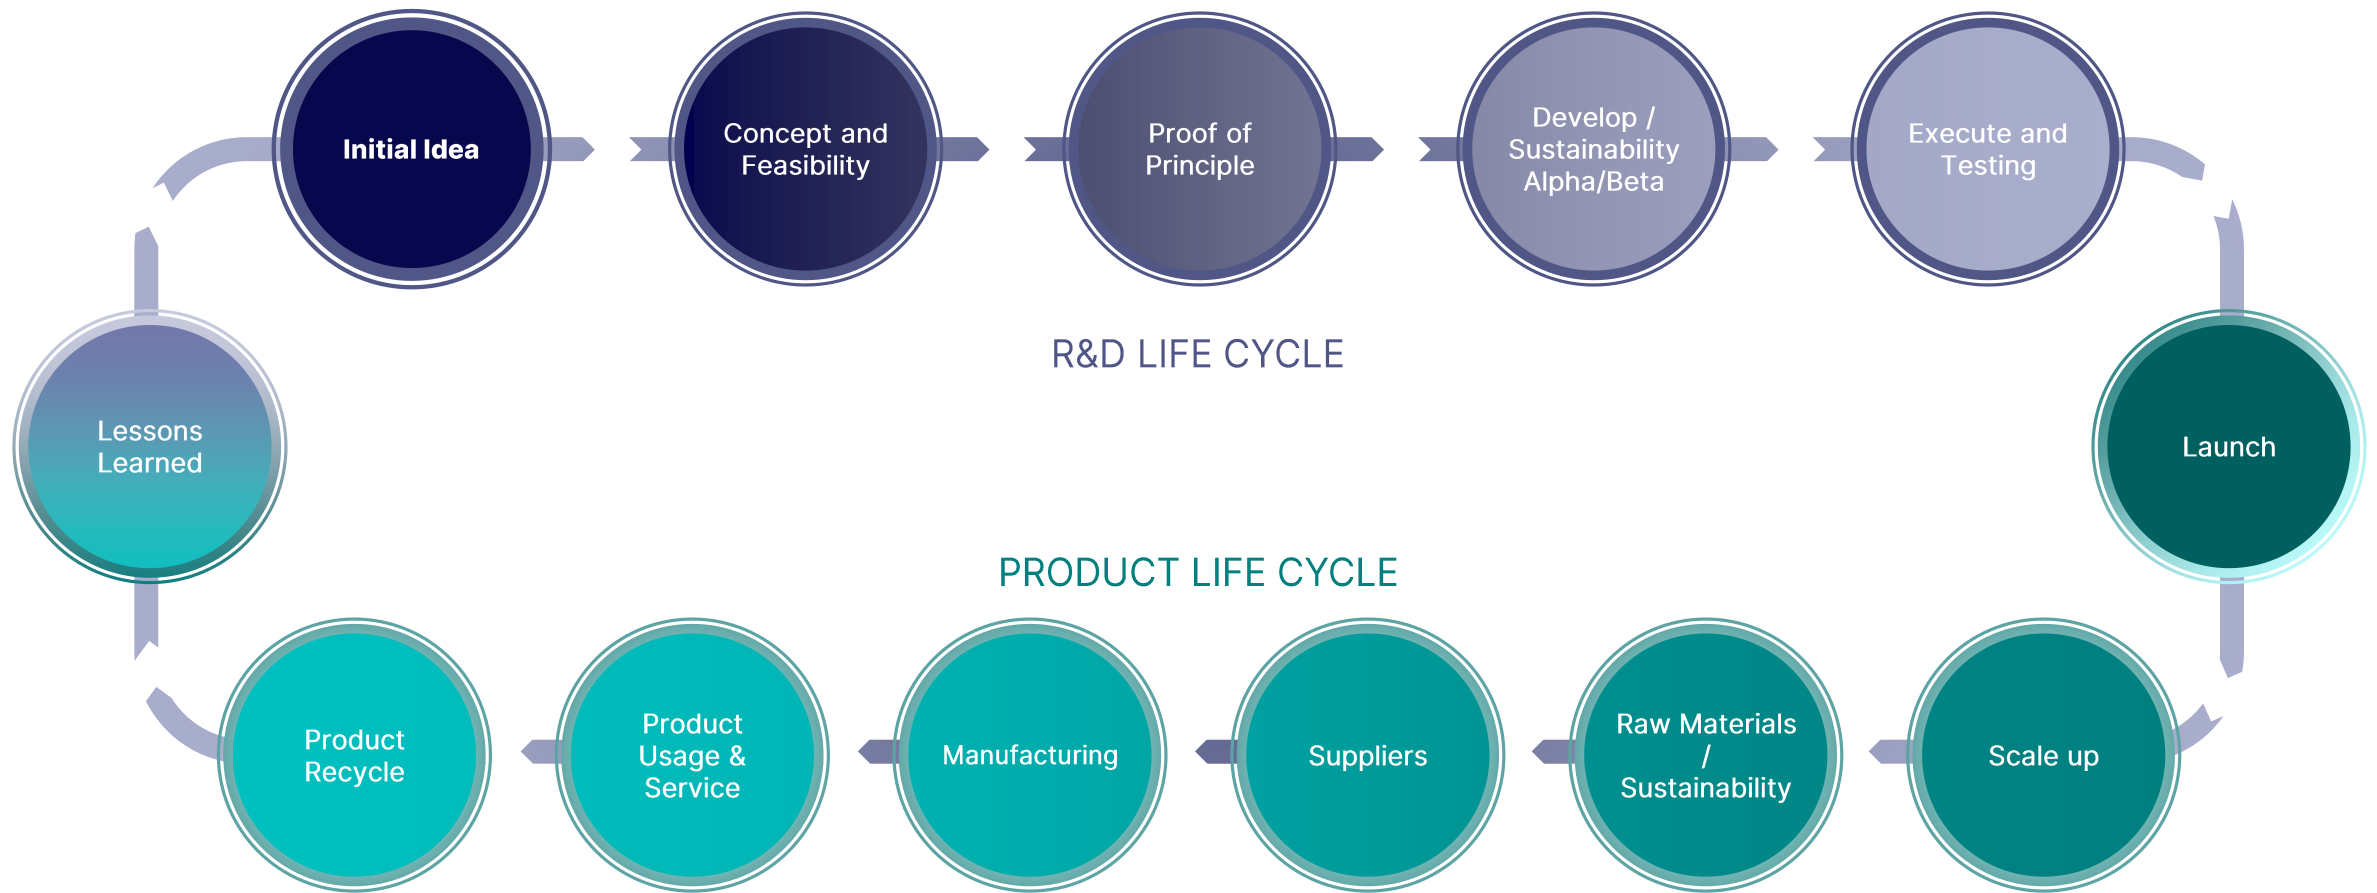 Initial Idea
Concept and
Feasibility
Proof of
Principle
Develop /
Sustainability
Alpha/Beta
Execute and
Testing
R&D LIFE CYCLE
Lessons
Learned
Launch
PRODUCT LIFE CYCLE
Product
Recycle
Product
Usage &
Service
Manufacturing
Suppliers
Raw Materials
/
Sustainability
Scale up